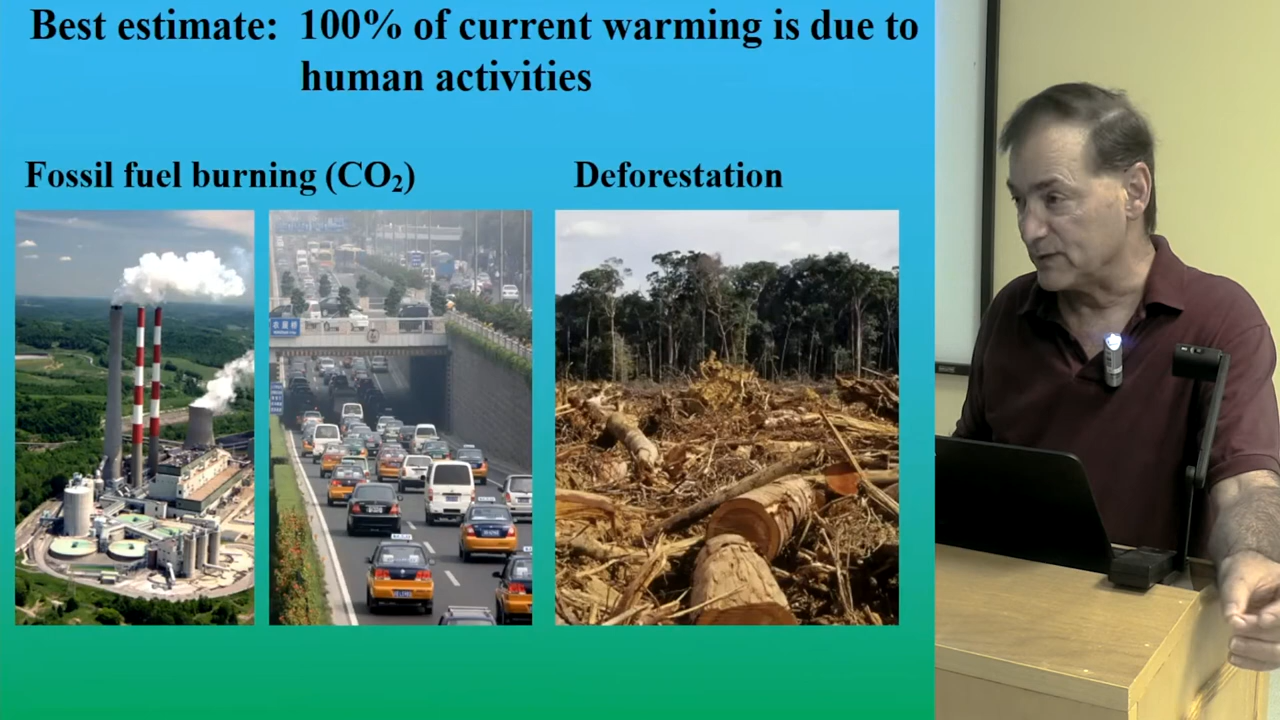 Best estimate: 100% of current warming is due to
human activities
Fossil fuel burning (CO₂)
Deforestation